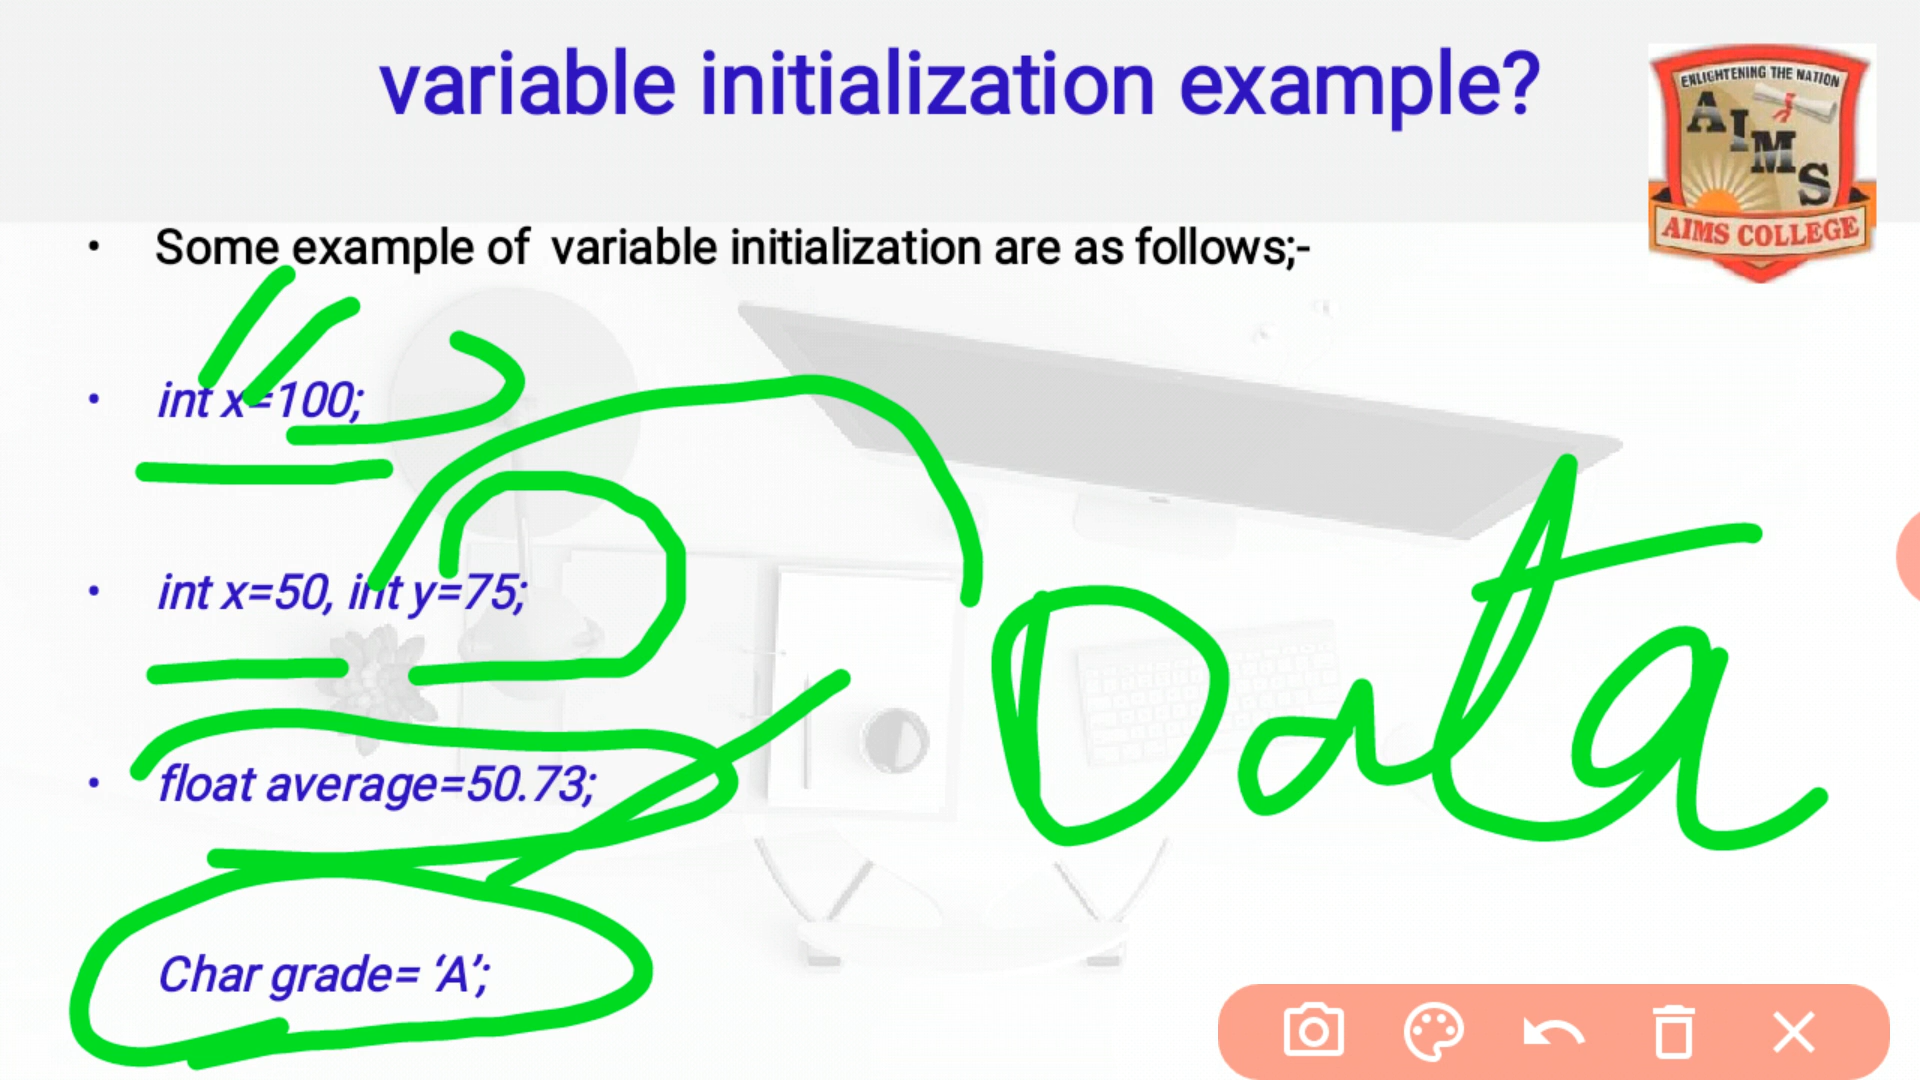 variable initialization example?
ENLIGHTENING THE NATION
AIMS
AIMS COLLEGE
• Some example of variable initialization are as follows;-
• int x=100;
• int x=50, int y=75;
Data
• float average=50.73;
Char grade= ‘A’;